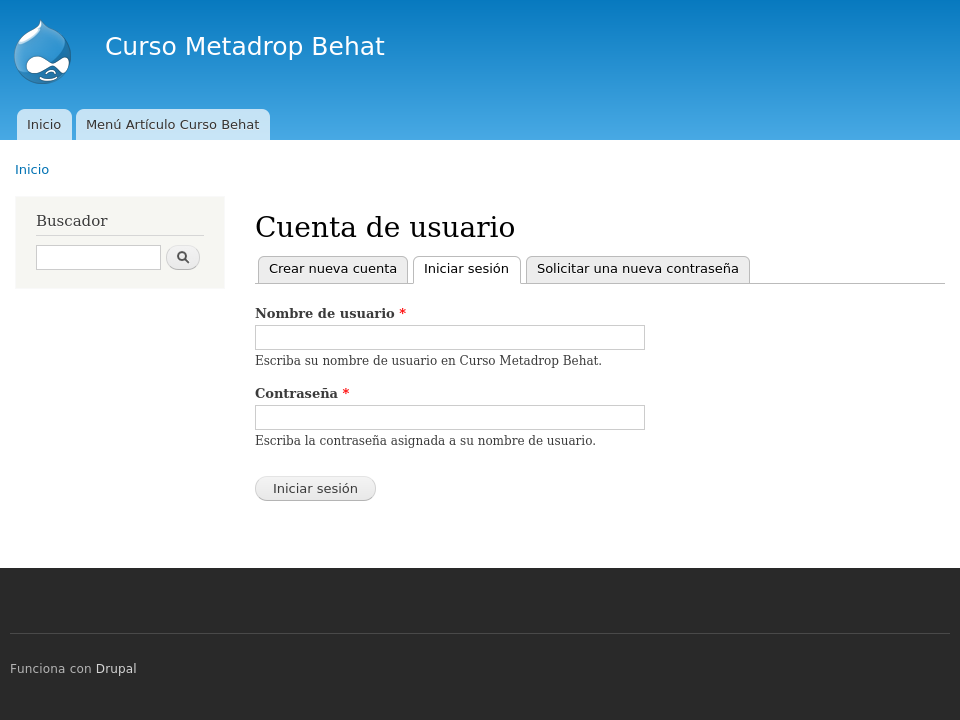 Curso Metadrop Behat
Inicio
Menú Artículo Curso Behat
Inicio
Buscador
Cuenta de usuario
Crear nueva cuenta
Iniciar sesión
Solicitar una nueva contraseña
Nombre de usuario *
Escriba su nombre de usuario en Curso Metadrop Behat.
Contraseña *
Escriba la contraseña asignada a su nombre de usuario.
Iniciar sesión
Funciona con Drupal